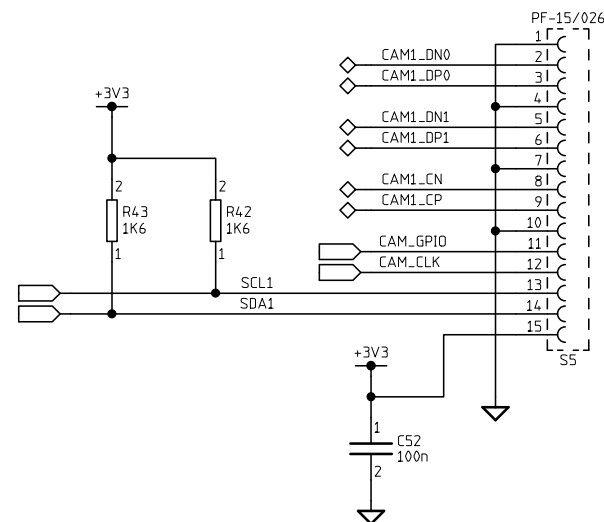 PF-15/026
1
CAM1_DN0
2
CAM1_DP0
3
+3V3
4
CAM1_DN1
5
CAM1_DP1
6
7
CAM1_CN
2
2
8
CAM1_CP
9
R43
R42
1K6
1K6
10
CAM_GPIO
11
1
1
CAM_CLK
12
SCL1
13
SDA1
14
15
+3V3
S5
1
C52
100n
2